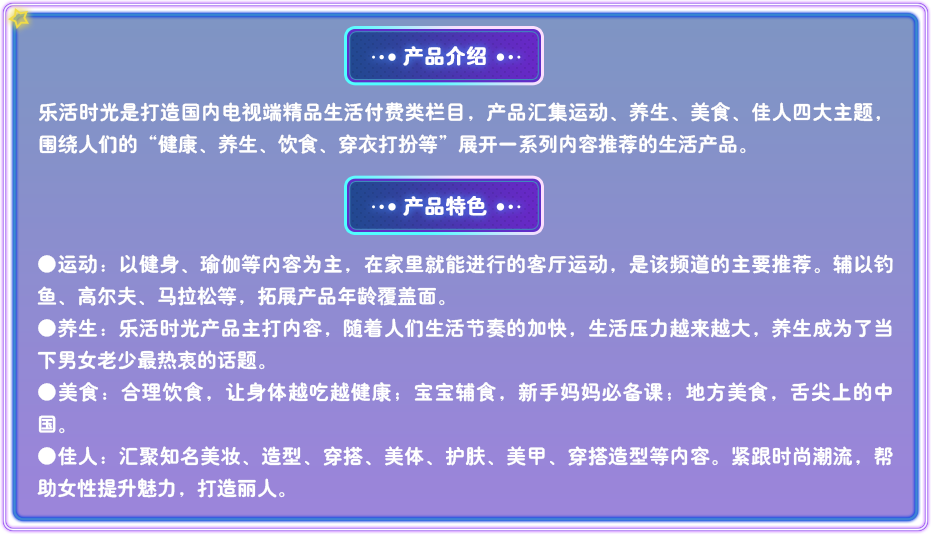 产品介绍
乐活时光是打造国内电视端精品生活付费类栏目，产品汇集运动、养生、美食、佳人四大主题，
围绕人们的“健康、养生、饮食、穿衣打扮等”展开一系列内容推荐的生活产品。
产品特色
●运动：以健身、瑜伽等内容为主，在家里就能进行的客厅运动，是该频道的主要推荐。辅以钓
鱼、高尔夫、马拉松等，拓展产品年龄覆盖面。
●养生：乐活时光产品主打内容，随着人们生活节奏的加快，生活压力越来越大，养生成为了当
下男女老少最热衷的话题。
●美食：合理饮食，让身体越吃越健康；宝宝辅食，新手妈妈必备课；地方美食，舌尖上的中
国。
●佳人：汇聚知名美妆、造型、穿搭、美体、护肤、美甲、穿搭造型等内容。紧跟时尚潮流，帮
助女性提升魅力，打造丽人。